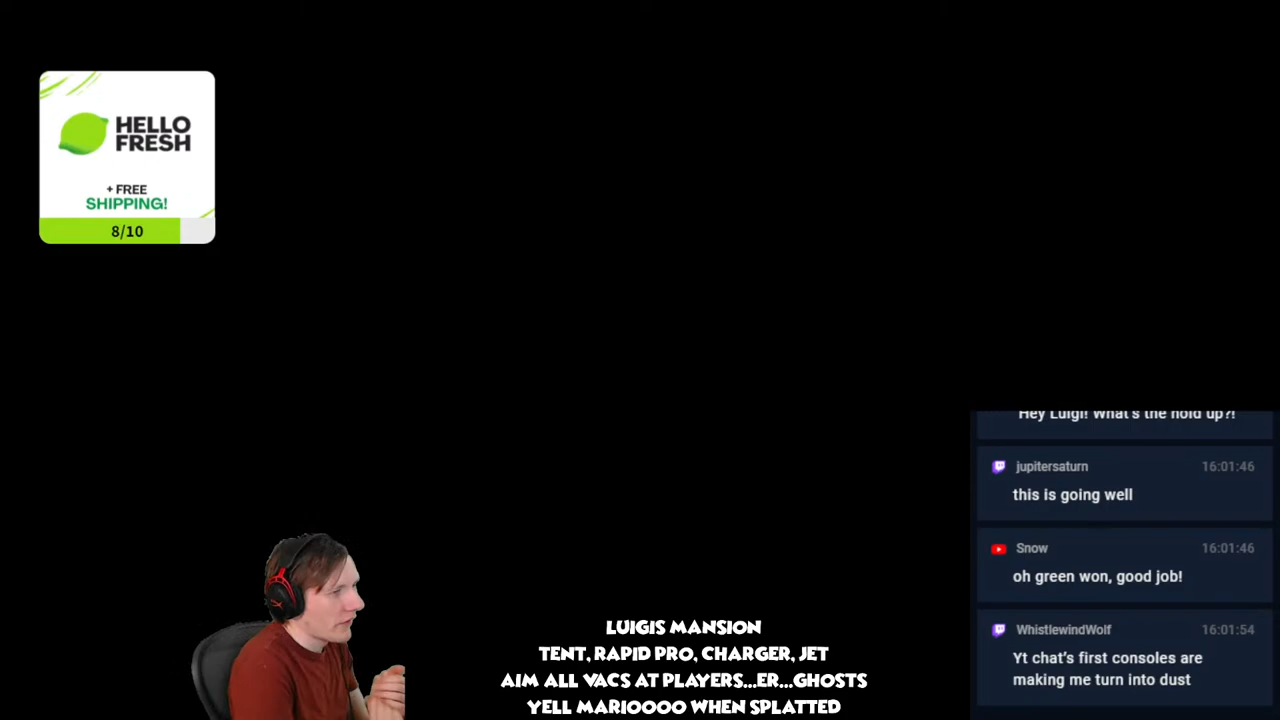 HELLO
FRESH
+ FREE
SHIPPING!
8/10
Hey Luigi! What's the hold up?!
jupitersaturn 16:01:46
this is going well
Snow 16:01:46
oh green won, good job!
WhistlewindWolf 16:01:54
Yt chat's first consoles are
making me turn into dust
LUIGIS MANSION
TENT, RAPID PRO, CHARGER, JET
AIM ALL VACS AT PLAYERS...ER...GHOSTS
YELL MARIOOOO WHEN SPLATTED